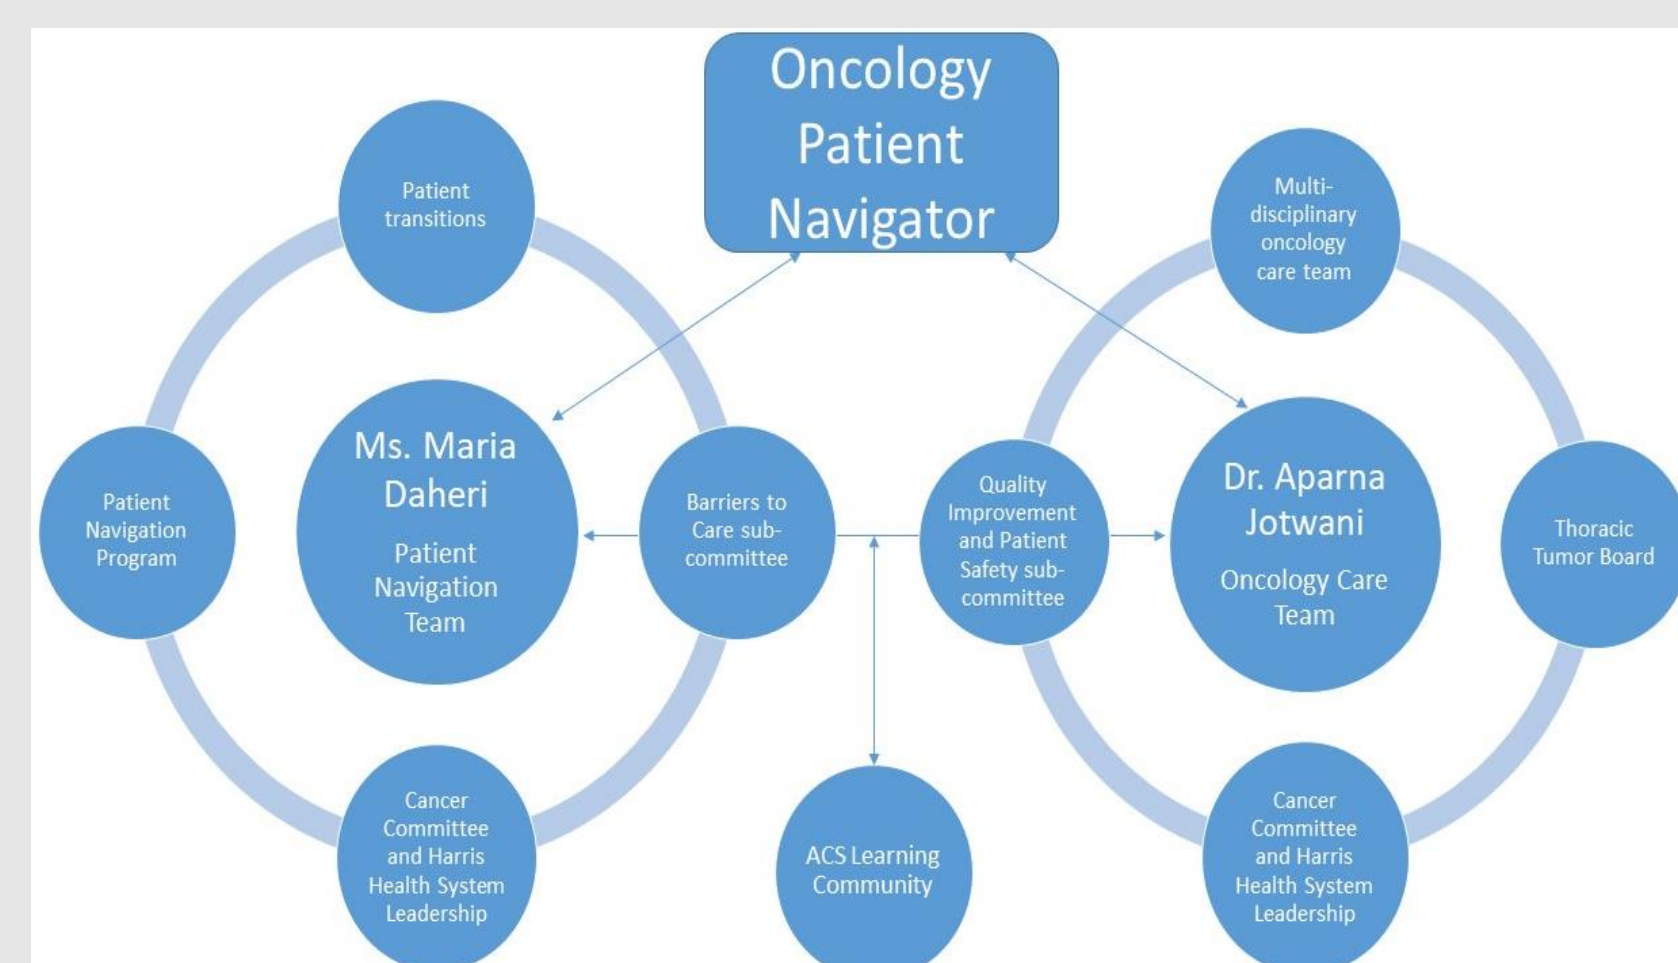 Oncology
Patient
Navigator
Patient
transitions
Multi-
disciplinary
oncology
care team
Ms. Maria
Daheri
Patient
Navigation
Team
Patient
Navigation
Program
Barriers to
Care sub-
committee
Quality
Improvement
and Patient
Safety sub-
committee
Dr. Aparna
Jotwani
Oncology Care
Team
Thoracic
Tumor Board
Cancer
Committee
and Harris
Health System
Leadership
ACS Learning
Community
Cancer
Committee
and Harris
Health System
Leadership